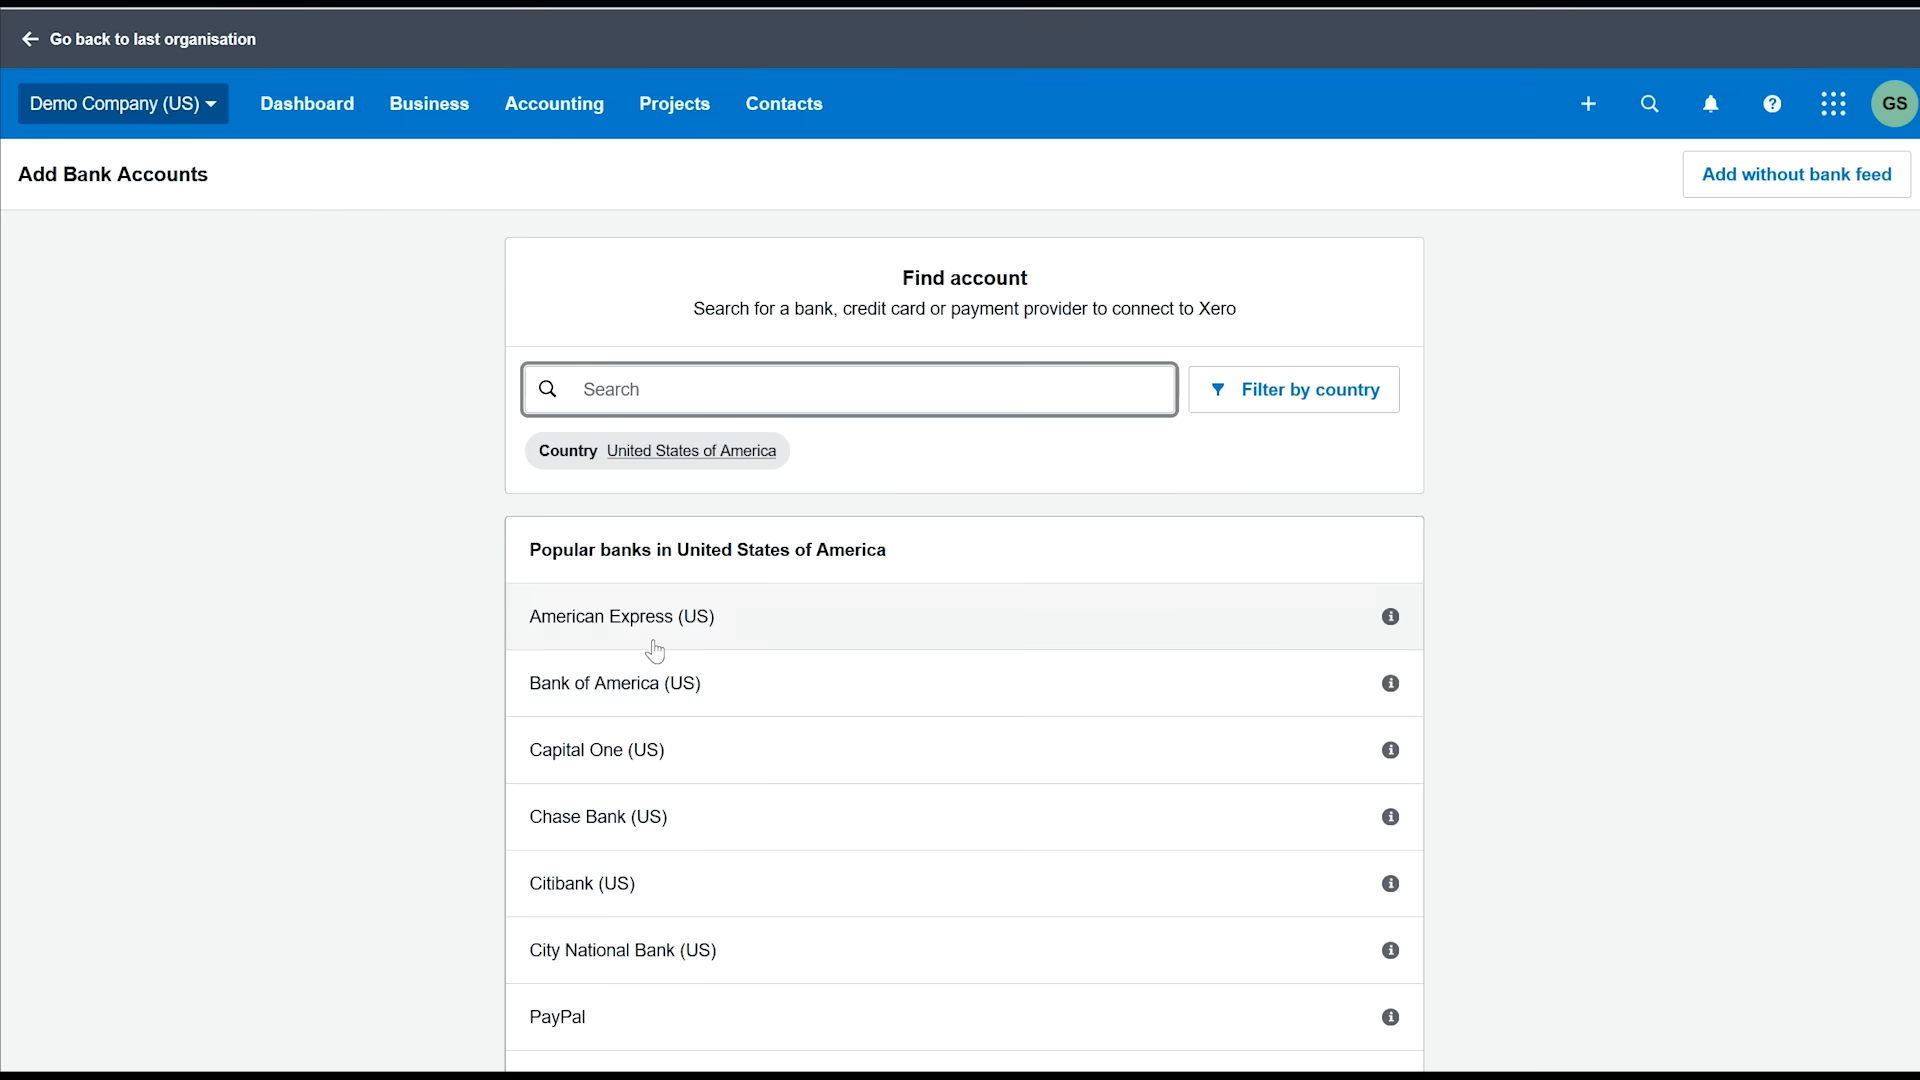 Go back to last organisation
Demo Company (US) Dashboard Business Accounting Projects Contacts GS
Add Bank Accounts Add without bank feed
Find account
Search for a bank, credit card or payment provider to connect to Xero
Search Filter by country
Country United States of America
Popular banks in United States of America
American Express (US)
Bank of America (US)
Capital One (US)
Chase Bank (US)
Citibank (US)
City National Bank (US)
PayPal